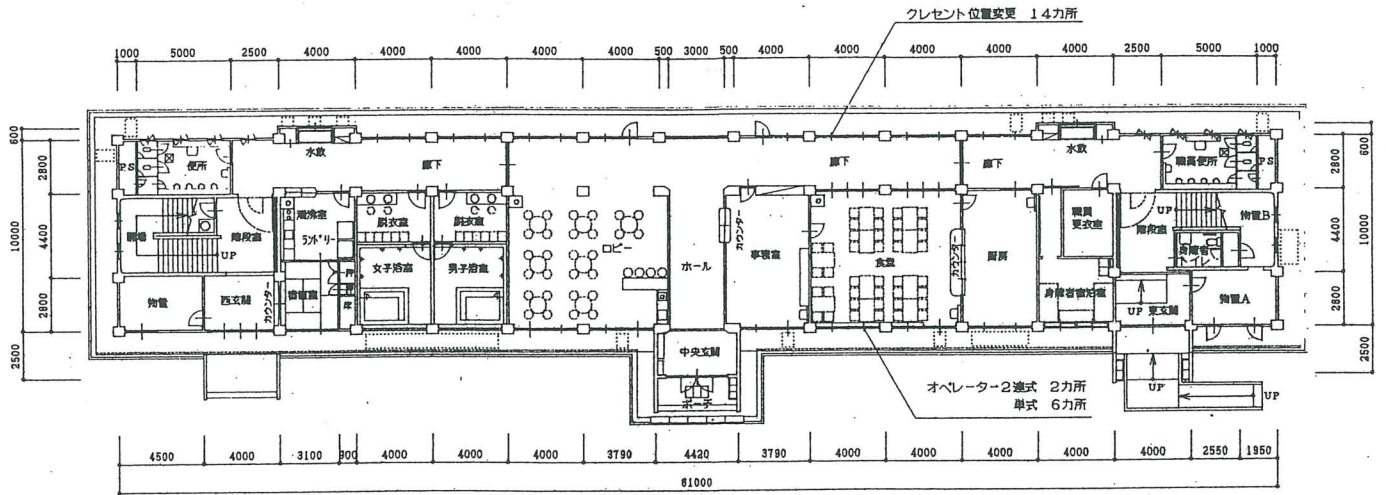 クレセント位置変更 14カ所
1000 5000 2500 4000 4000 4000 4000 4000 500 3000 500 4000 4000 4000 4000 4000 2500 5000 1000
600
2800
4400
10000
2800
2500
600
2800
4400
10000
2800
2500
PS 便所 水飲 廊下 廊下 廊下 水飲 職員便所 PS
湯沸室 脱衣室 脱衣室 職員更衣室
階段室 ランドリー ロビー ホール カウンター 事務室 食堂 カウンター 厨房 階段室 UP 物置B
UP 女子浴室 男子浴室 身障者トイレ
物置 西玄関 カウンター 宿直室 身障者宿泊室 UP 東玄関 物置A
中央玄関
ポーチ
UP UP
オペレーター2連式 2カ所
単式 6カ所
4500 4000 3100 900 4000 4000 4000 3790 4420 3790 4000 4000 4000 4000 4000 2550 1950
61000